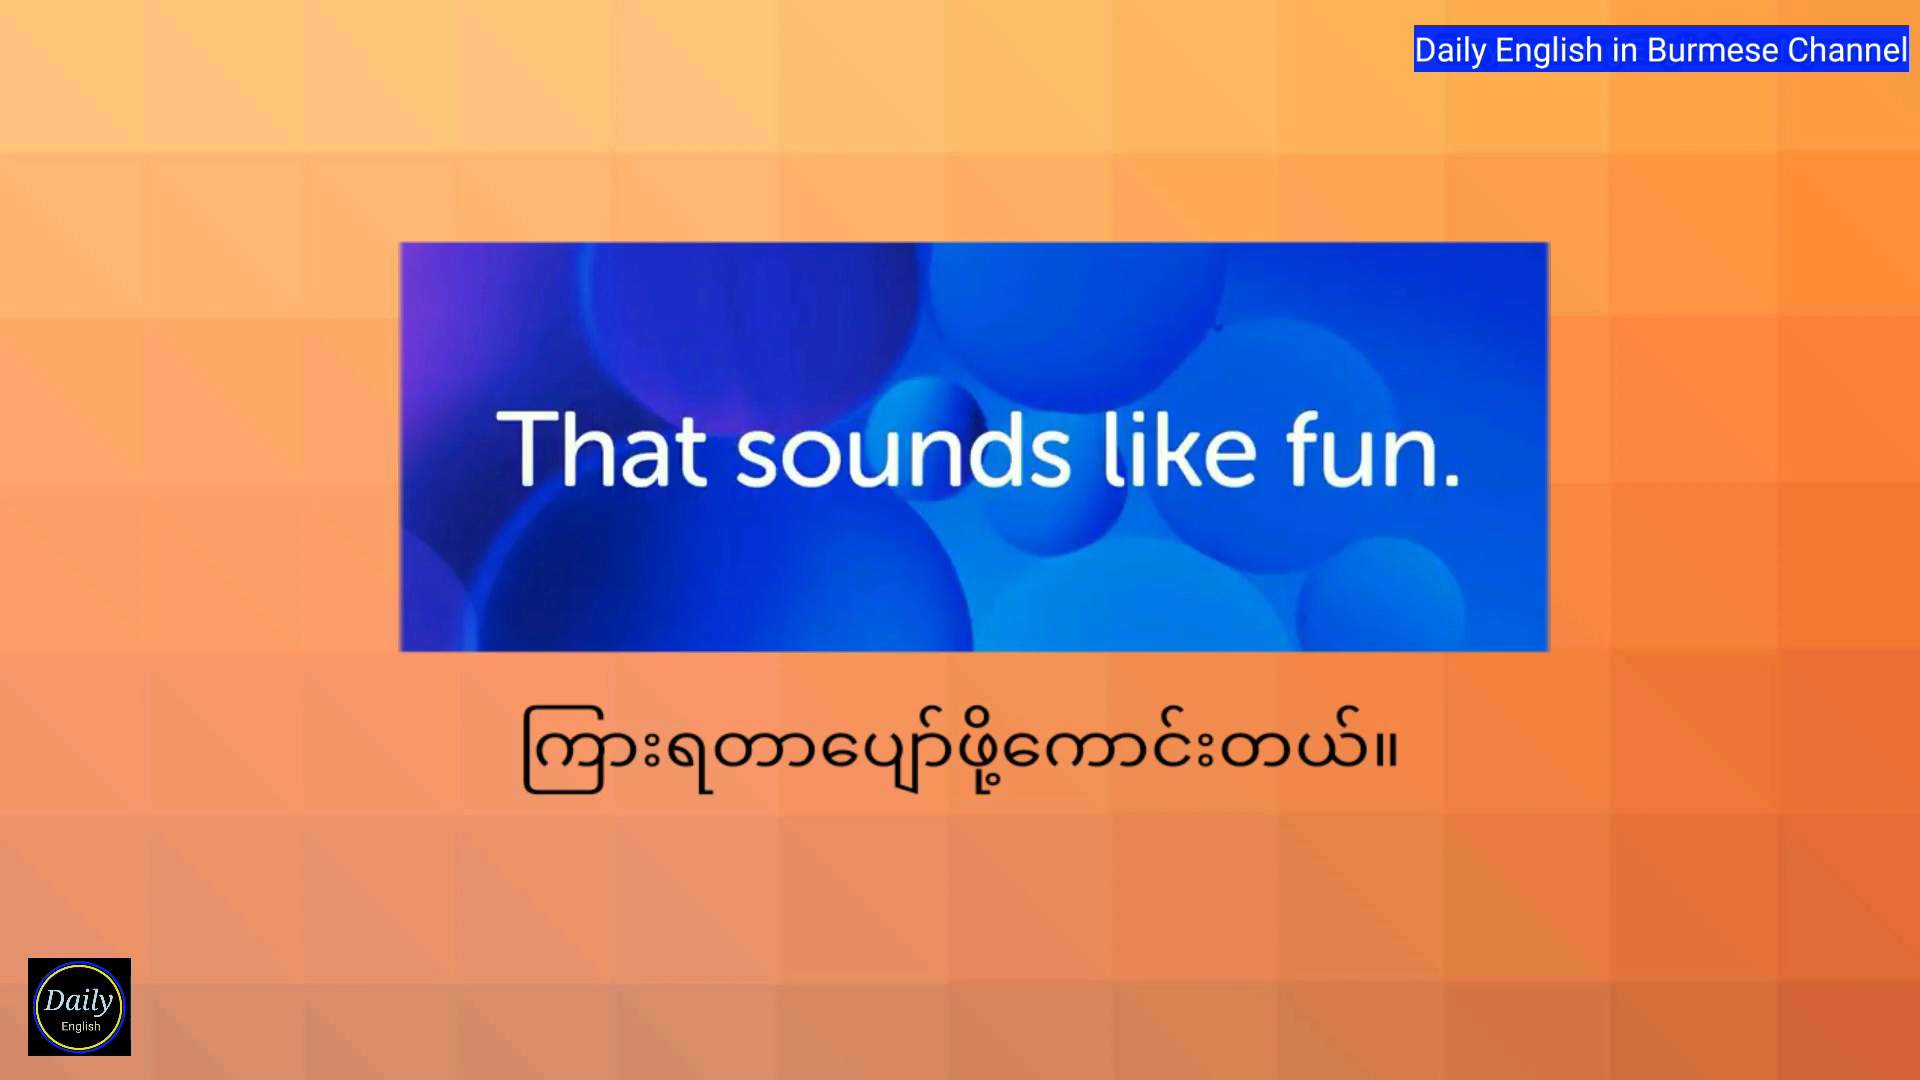 Daily English in Burmese Channel
That sounds like fun.
ကြားရတာပျော်ဖို့ကောင်းတယ်။
Daily
English